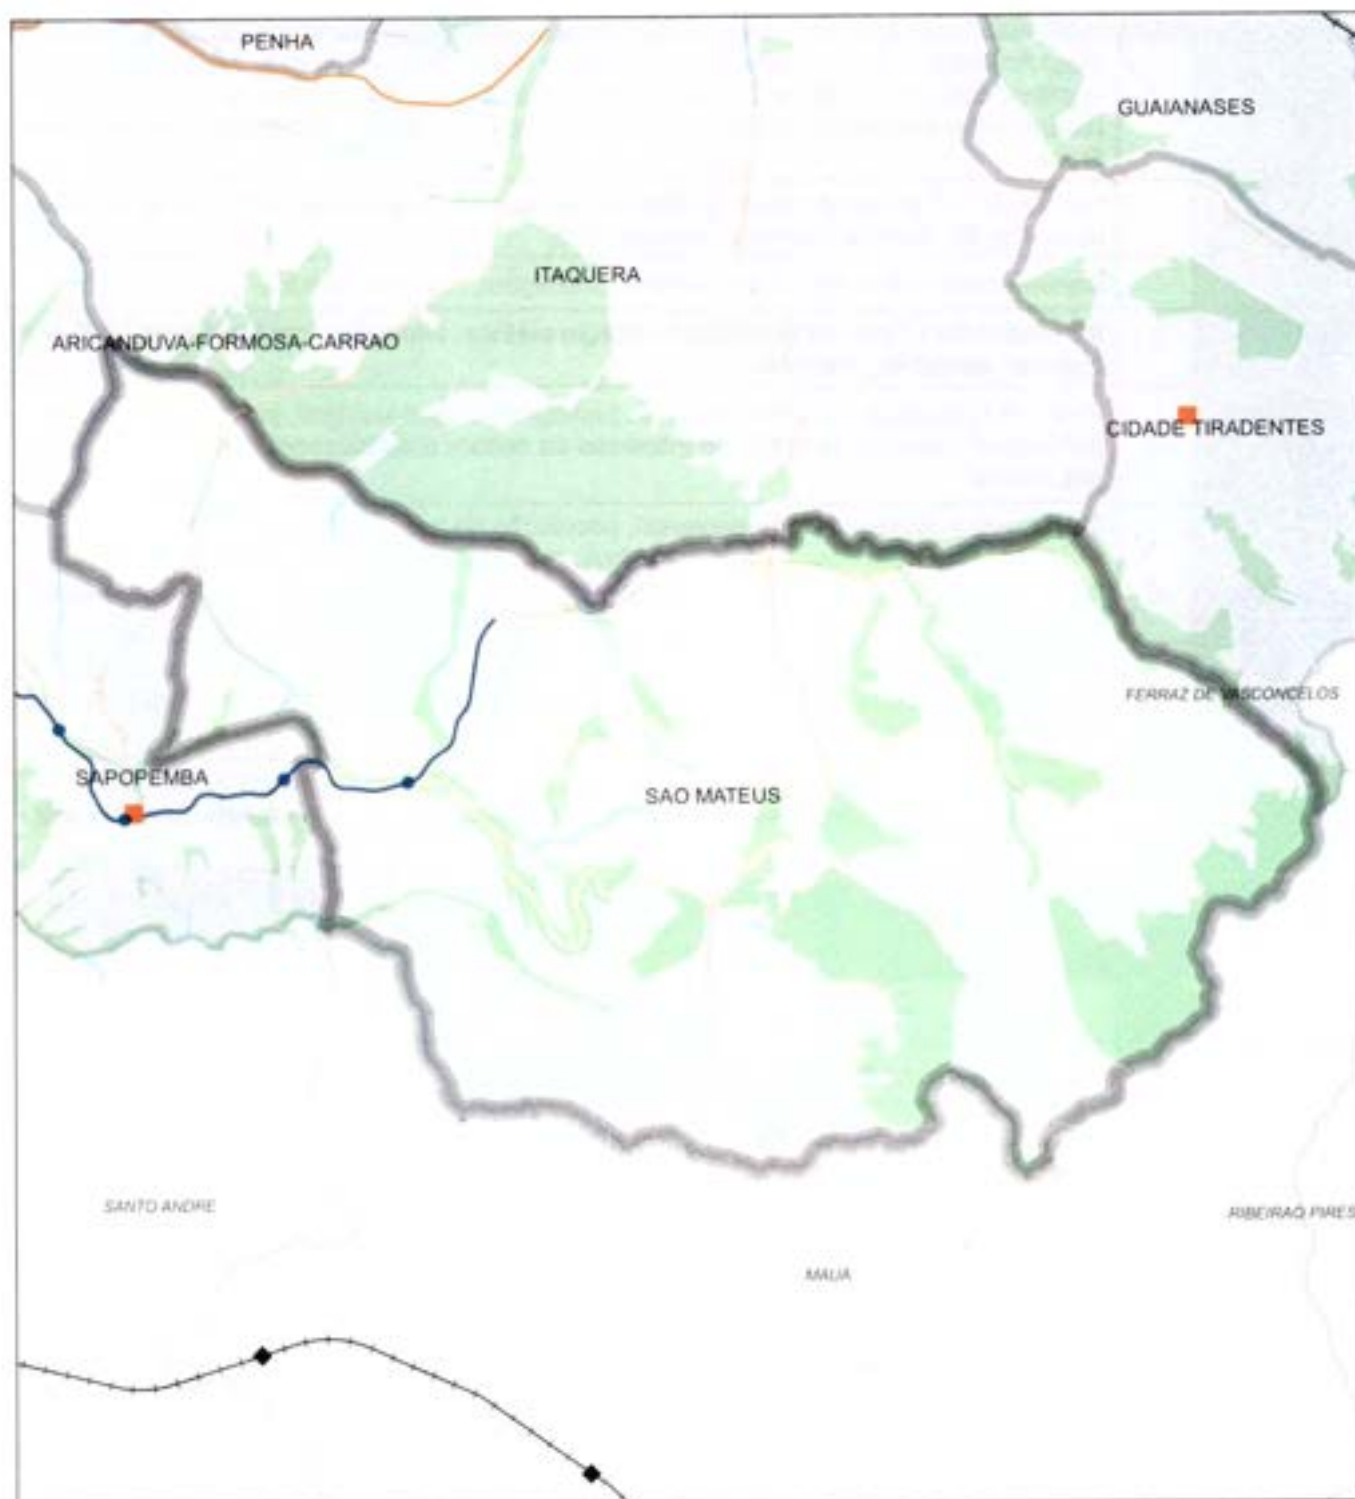 PENHA
GUAIANASES
ITAQUERA
ARICANDUVA-FORMOSA-CARRAO
CIDADE TIRADENTES
FERRAZ DE VASCONCELOS
SAPOPEMBA
SAO MATEUS
SANTO ANDRE
RIBEIRAO PIRES
MAUA